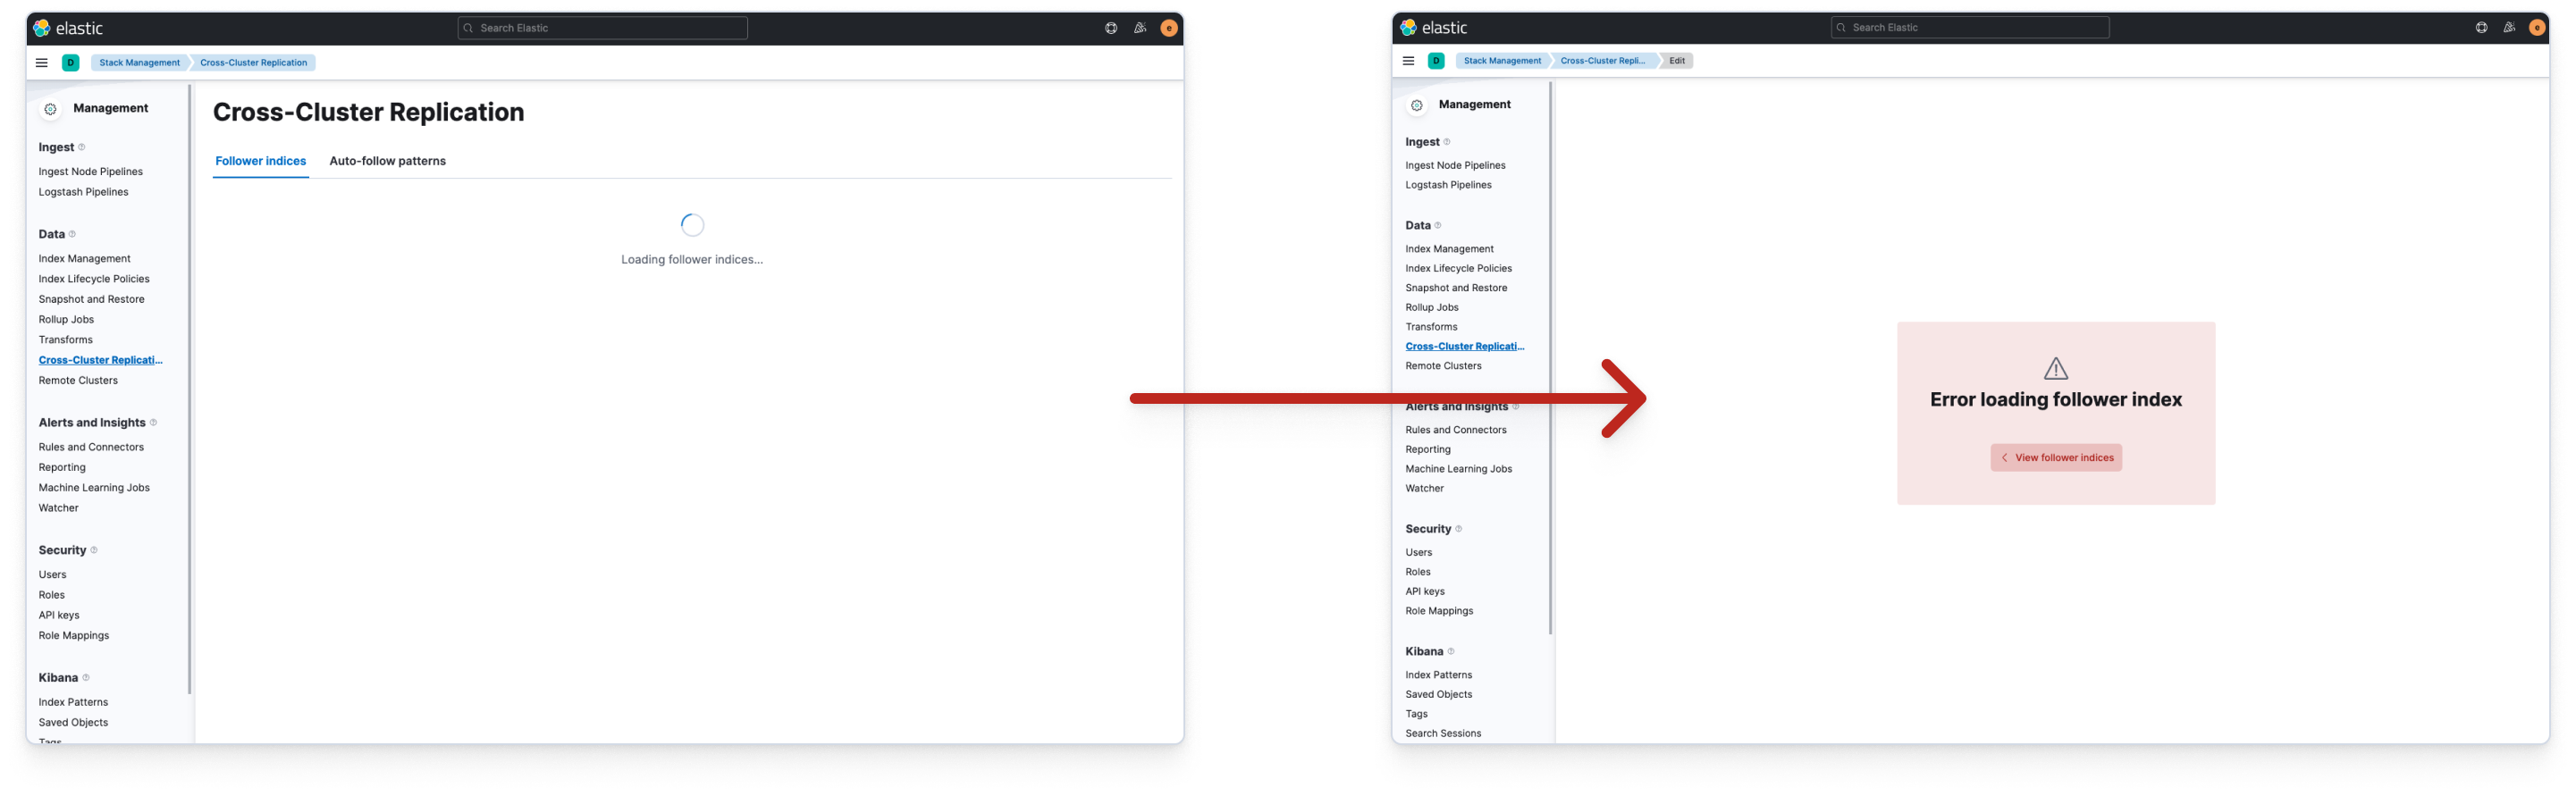 elastic
Search Elastic
e
D
Stack Management
Cross-Cluster Replication
Management
Ingest
Ingest Node Pipelines
Logstash Pipelines
Data
Index Management
Index Lifecycle Policies
Snapshot and Restore
Rollup Jobs
Transforms
Cross-Cluster Replicati...
Remote Clusters
Alerts and Insights
Rules and Connectors
Reporting
Machine Learning Jobs
Watcher
Security
Users
Roles
API keys
Role Mappings
Kibana
Index Patterns
Saved Objects
Tags
Cross-Cluster Replication
Follower indices
Auto-follow patterns
Loading follower indices...
elastic
Search Elastic
e
D
Stack Management
Cross-Cluster Repli...
Edit
Management
Ingest
Ingest Node Pipelines
Logstash Pipelines
Data
Index Management
Index Lifecycle Policies
Snapshot and Restore
Rollup Jobs
Transforms
Cross-Cluster Replicati...
Remote Clusters
Alerts and Insights
Rules and Connectors
Reporting
Machine Learning Jobs
Watcher
Security
Users
Roles
API keys
Role Mappings
Kibana
Index Patterns
Saved Objects
Tags
Search Sessions
Error loading follower index
View follower indices